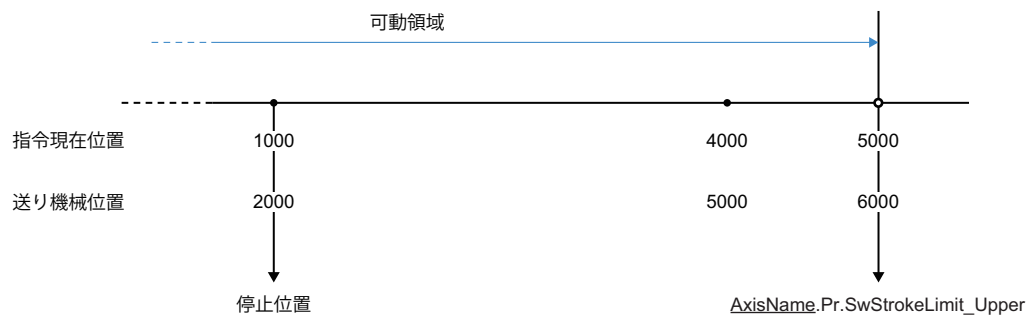 可動領域
指令現在位置 1000 4000 5000
送り機械位置 2000 5000 6000
停止位置 AxisName.Pr.SwStrokeLimit_Upper